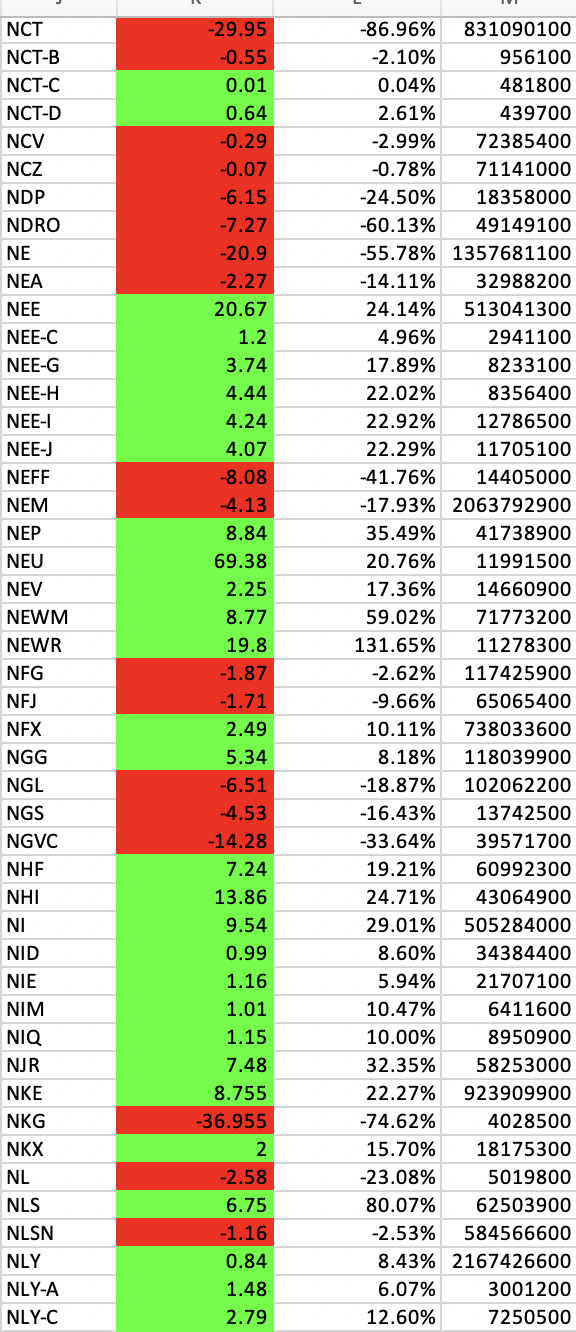 NCT -29.95 -86.96% 831090100
NCT-B -0.55 -2.10% 956100
NCT-C 0.01 0.04% 481800
NCT-D 0.64 2.61% 439700
NCV -0.29 -2.99% 72385400
NCZ -0.07 -0.78% 71141000
NDP -6.15 -24.50% 18358000
NDRO -7.27 -60.13% 49149100
NE -20.9 -55.78% 1357681100
NEA -2.27 -14.11% 32988200
NEE 20.67 24.14% 513041300
NEE-C 1.2 4.96% 2941100
NEE-G 3.74 17.89% 8233100
NEE-H 4.44 22.02% 8356400
NEE-I 4.24 22.92% 12786500
NEE-J 4.07 22.29% 11705100
NEFF -8.08 -41.76% 14405000
NEM -4.13 -17.93% 2063792900
NEP 8.84 35.49% 41738900
NEU 69.38 20.76% 11991500
NEV 2.25 17.36% 14660900
NEWM 8.77 59.02% 71773200
NEWR 19.8 131.65% 11278300
NFG -1.87 -2.62% 117425900
NFJ -1.71 -9.66% 65065400
NFX 2.49 10.11% 738033600
NGG 5.34 8.18% 118039900
NGL -6.51 -18.87% 102062200
NGS -4.53 -16.43% 13742500
NGVC -14.28 -33.64% 39571700
NHF 7.24 19.21% 60992300
NHI 13.86 24.71% 43064900
NI 9.54 29.01% 505284000
NID 0.99 8.60% 34384400
NIE 1.16 5.94% 21707100
NIM 1.01 10.47% 6411600
NIQ 1.15 10.00% 8950900
NJR 7.48 32.35% 58253000
NKE 8.755 22.27% 923909900
NKG -36.955 -74.62% 4028500
NKX 2 15.70% 18175300
NL -2.58 -23.08% 5019800
NLS 6.75 80.07% 62503900
NLSN -1.16 -2.53% 584566600
NLY 0.84 8.43% 2167426600
NLY-A 1.48 6.07% 3001200
NLY-C 2.79 12.60% 7250500